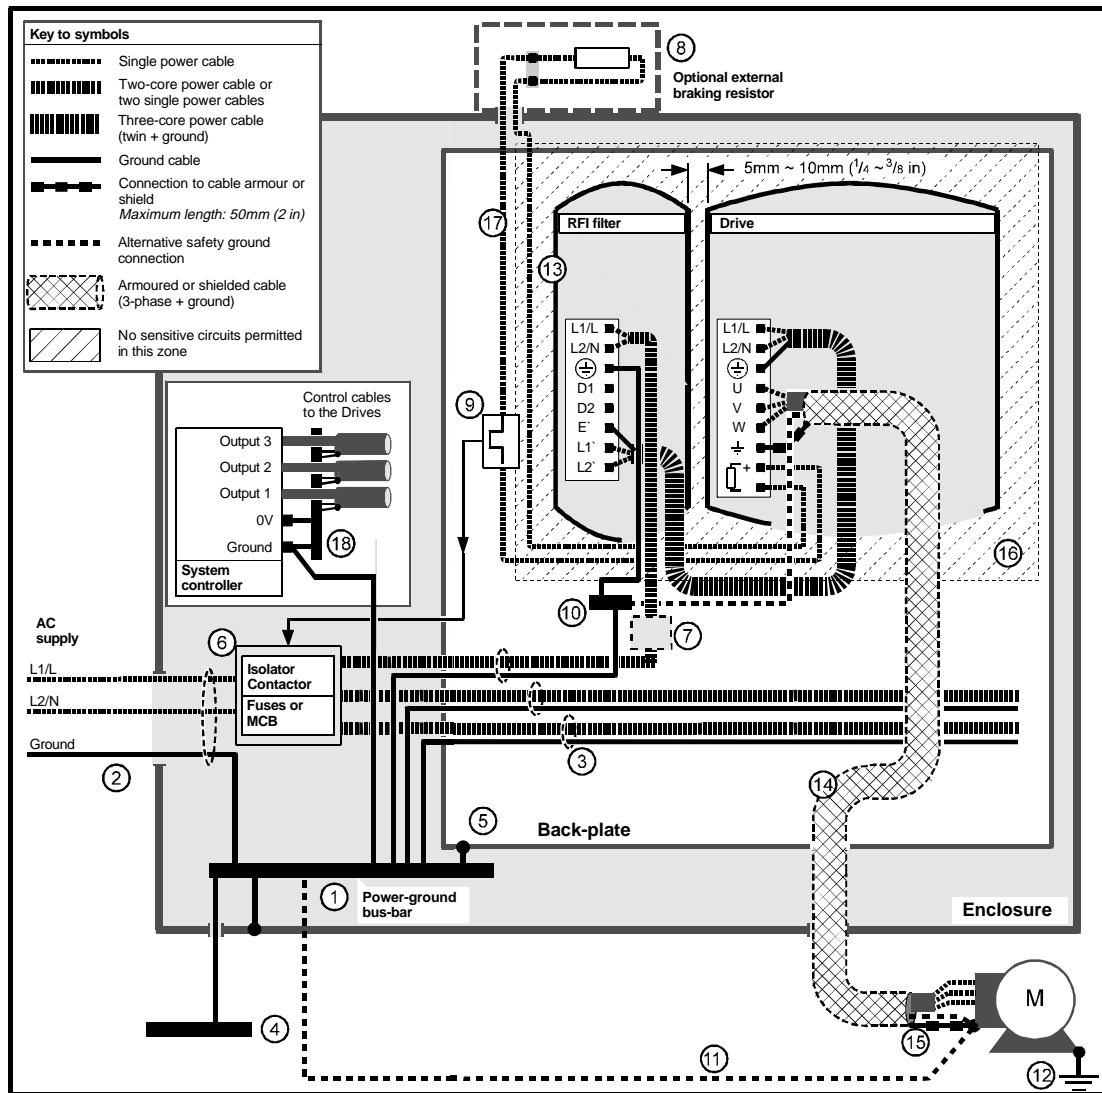 Key to symbols
Single power cable
Two-core power cable or
two single power cables
Three-core power cable
(twin + ground)
Ground cable
Connection to cable armour or
shield
Maximum length: 50mm (2 in)
Alternative safety ground
connection
Armoured or shielded cable
(3-phase + ground)
No sensitive circuits permitted
in this zone
8
Optional external
braking resistor
5mm ~ 10mm (1/4 ~3/8 in)
17
RFI filter
Drive
13
L1/L
L2/N
D1
D2
E`
L1`
L2`
L1/L
L2/N
U
V
W
+
-
16
Control cables
to the Drives
9
Output 3
Output 2
Output 1
0V
Ground
18
System
controller
10
7
AC
supply
6
L1/L
L2/N
Ground
Isolator
Contactor
Fuses or
MCB
2
3
14
5
Back-plate
1
Power-ground
bus-bar
Enclosure
4
M
15
11
12